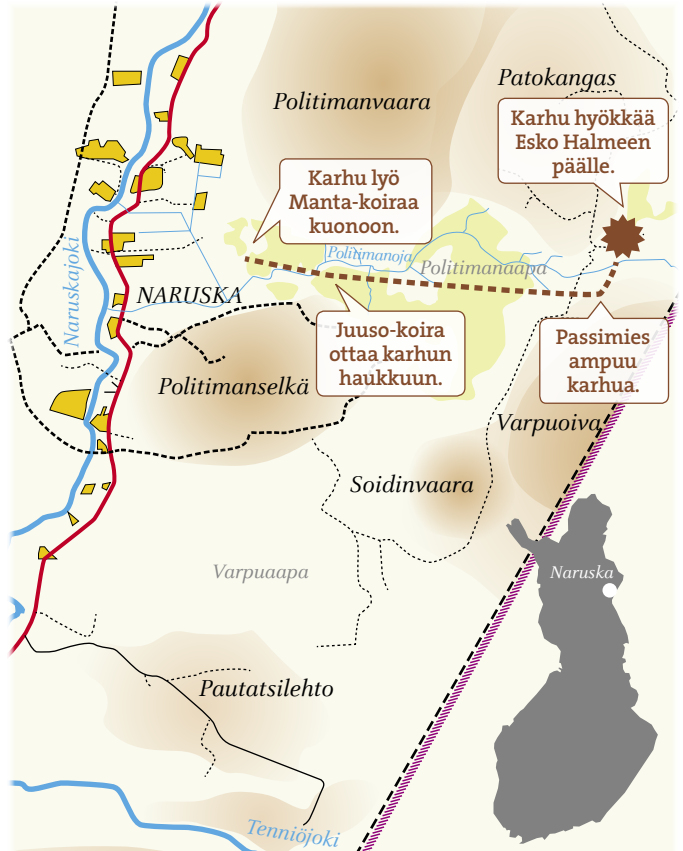 Patokangas
Politimanvaara
Karhu hyökkää
Esko Halmeen
päälle.
Karhu lyö
Manta-koiraa
kuonoon.
Naruskajoki
Politimanoja
Politimanaapa
NARUSKA
Juuso-koira
ottaa karhun
haukkuun.
Passimies
ampuu
karhua.
Politimanselkä
Varpuoiva
Soidinvaara
Varpuaapa
Naruska
Pautatsilehto
Tenniöjoki